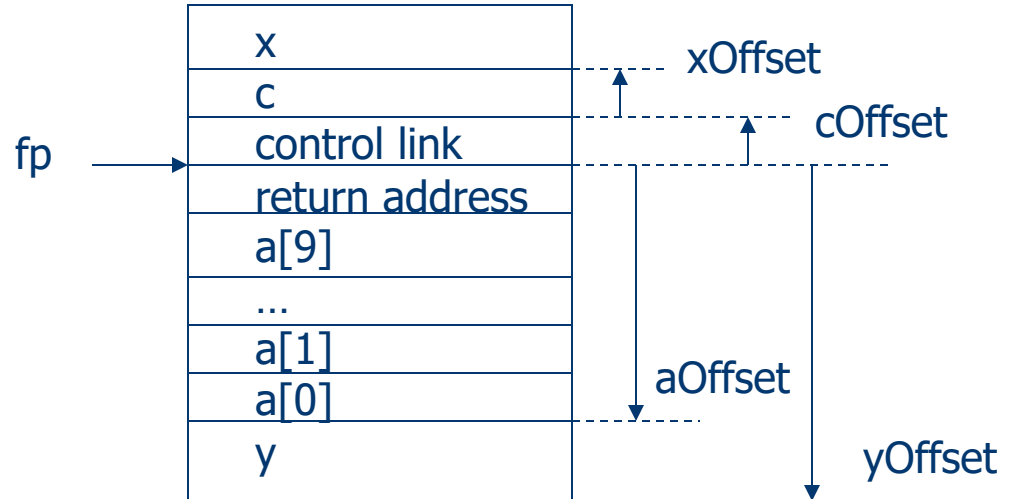 x
xOffset
c
cOffset
control link
fp
return address
a[9]
...
a[1]
aOffset
a[0]
y
yOffset